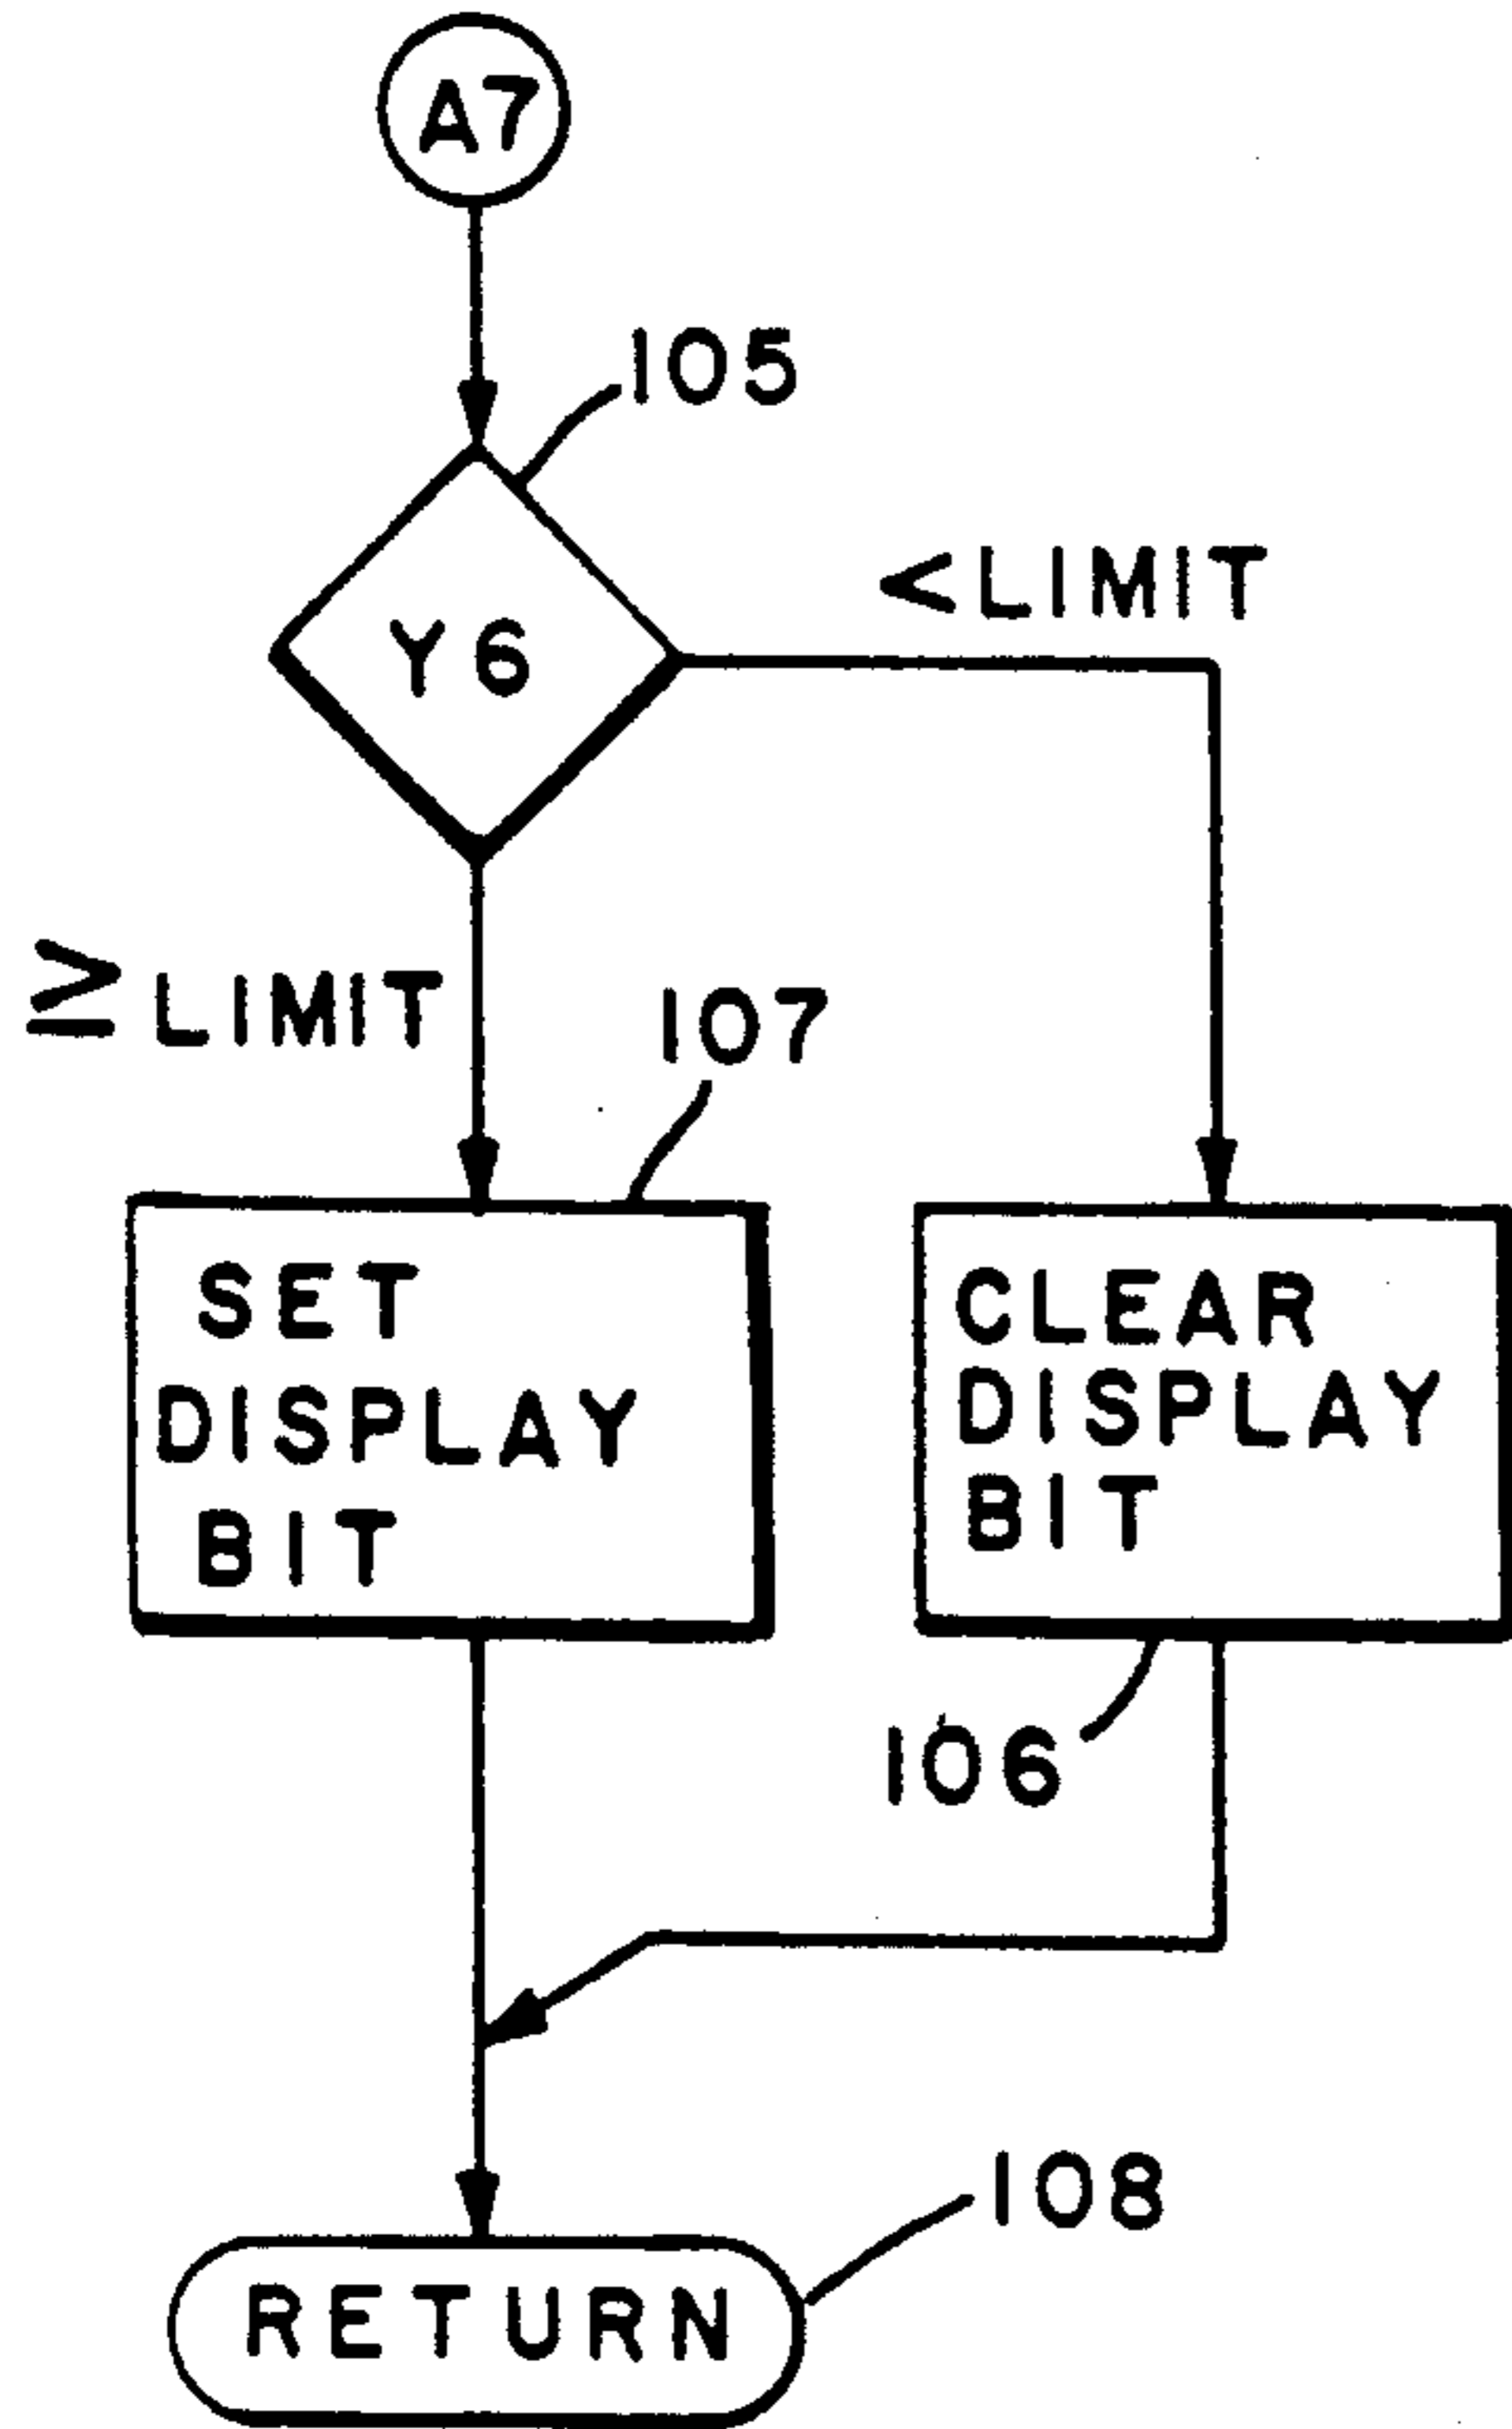 A7
105
Y6
<LIMIT
≥LIMIT
107
SET
DISPLAY
BIT
CLEAR
DISPLAY
BIT
106
108
RETURN